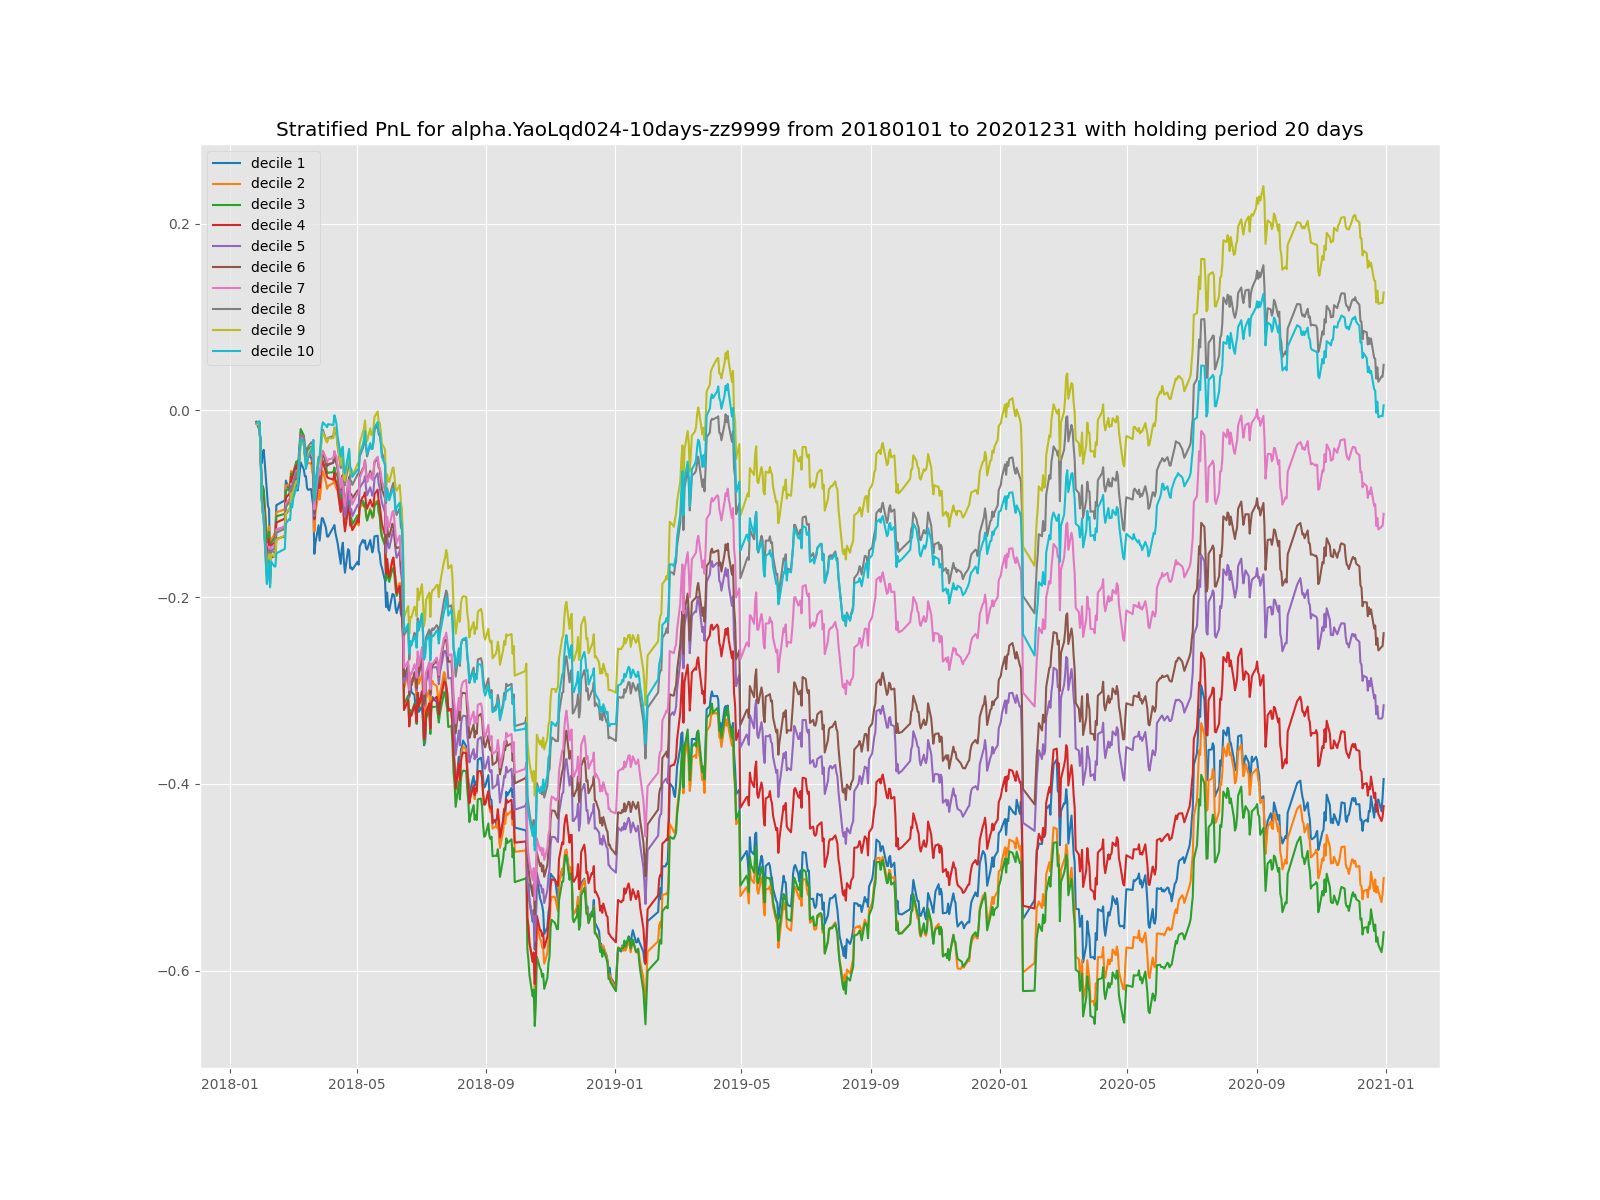 Stratified PnL for alpha.YaoLqd024-10days-zz9999 from 20180101 to 20201231 with holding period 20 days
decile 1
decile 2
decile 3
decile 4
decile 5
decile 6
decile 7
decile 8
decile 9
decile 10
0.2
0.0
−0.2
−0.4
−0.6
2018-01 2018-05 2018-09 2019-01 2019-05 2019-09 2020-01 2020-05 2020-09 2021-01